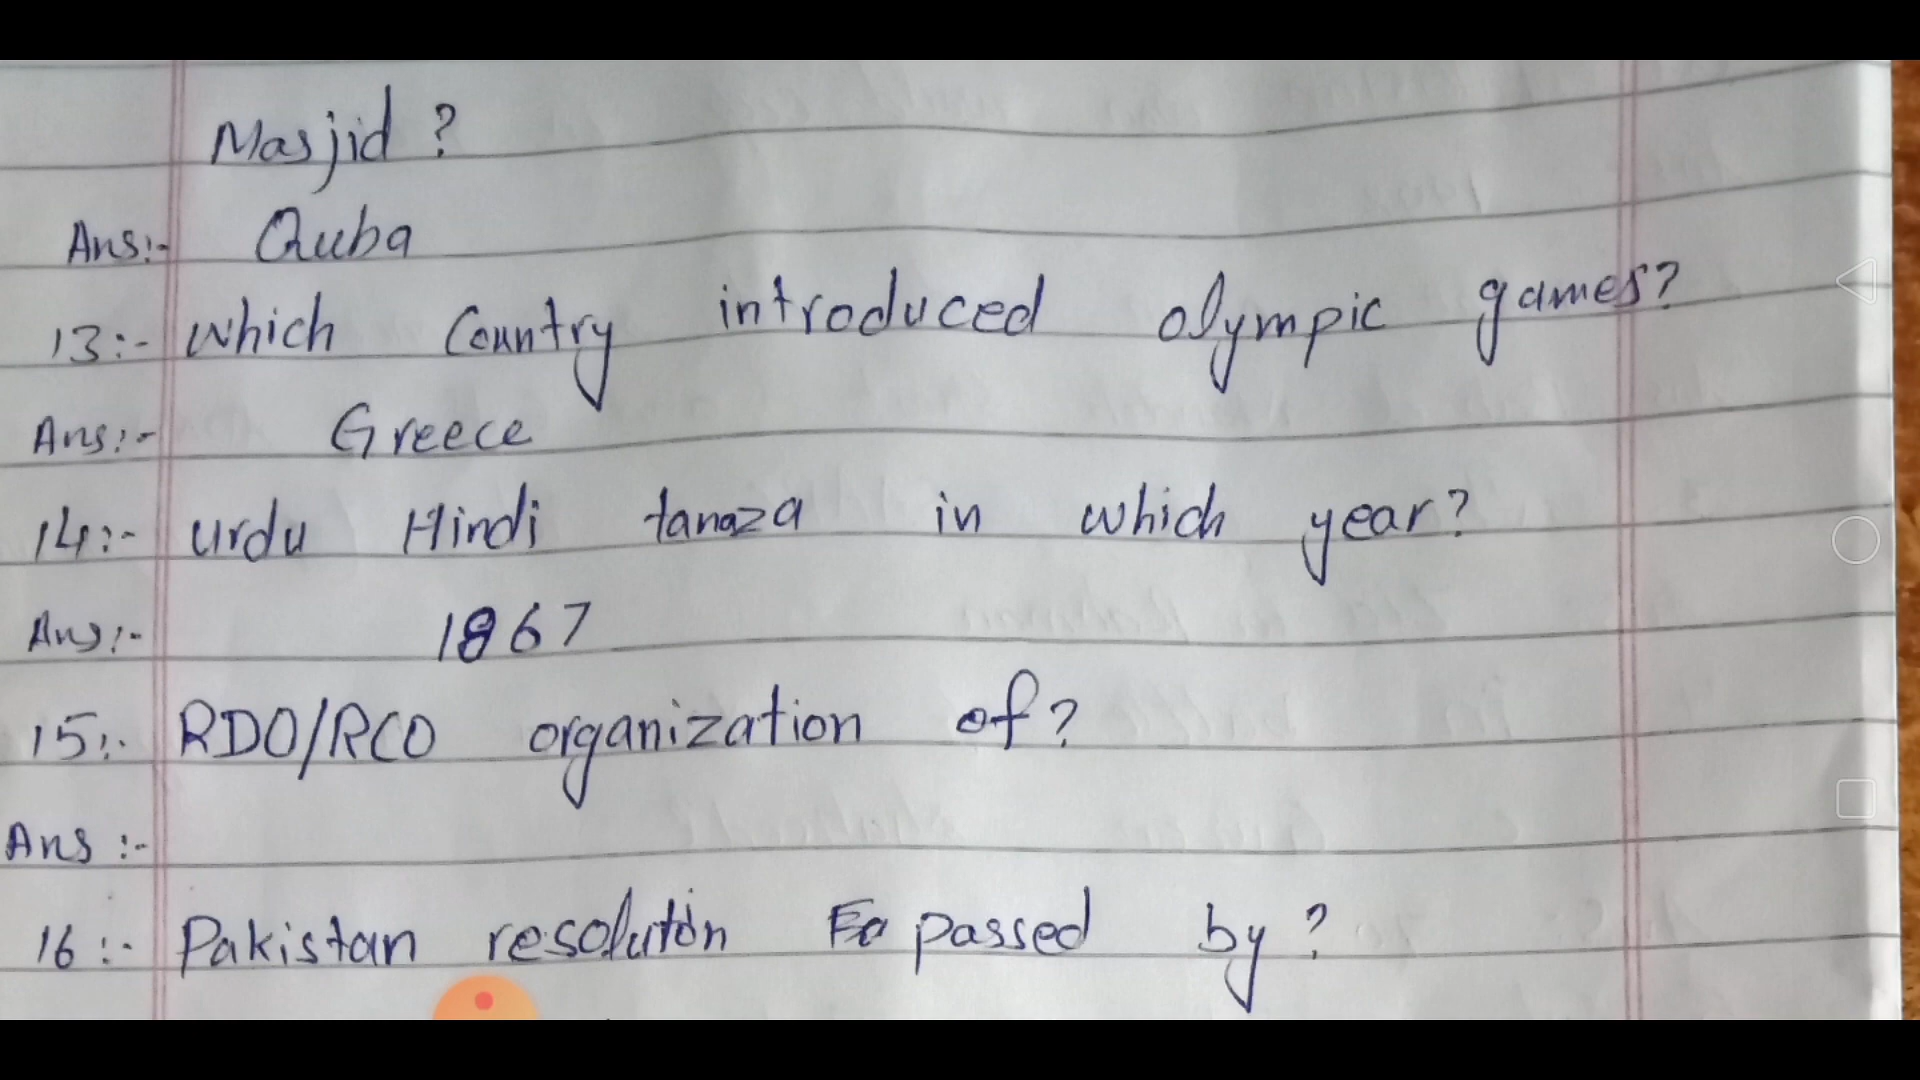 Masjid ?
Ans:- Quba
13:- Which Country introduced olympic games?
Ans:- Greece
14:- Urdu Hindi tanaza in which year?
Ans:- 1867
15:- RDO/RCO organization of?
Ans :-
16:- Pakistan resolution passed by?